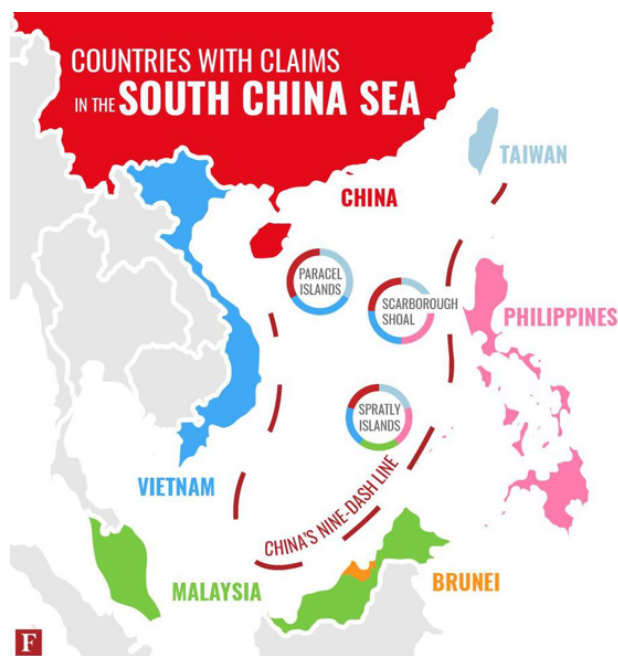 COUNTRIES WITH CLAIMS
IN THE SOUTH CHINA SEA
TAIWAN
CHINA
PARACEL
ISLANDS
SCARBOROUGH
SHOAL
PHILIPPINES
SPRATLY
ISLANDS
VIETNAM
CHINA'S NINE-DASH LINE
MALAYSIA
BRUNEI
F